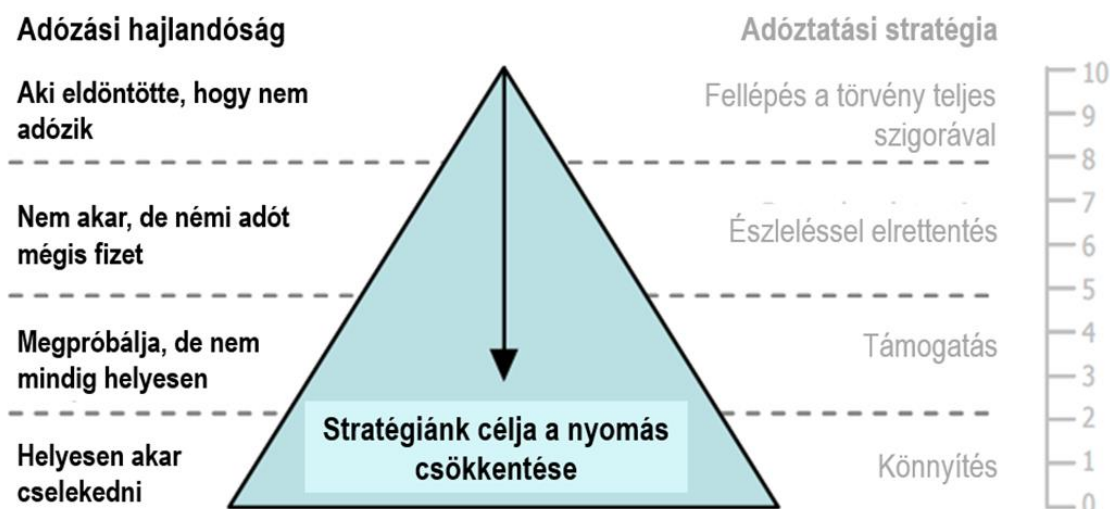 Adózási hajlandóság
Adóztatási stratégia
Aki eldöntötte, hogy nem
adózik
Fellépés a törvény teljes
szigorával
Nem akar, de némi adót
mégis fizet
Észleléssel elrettentés
Megpróbálja, de nem
mindig helyesen
Támogatás
Helyesen akar
cselekedni
Könnyítés
Stratégiánk célja a nyomás
csökkentése
10
9
8
7
6
5
4
3
2
1
0